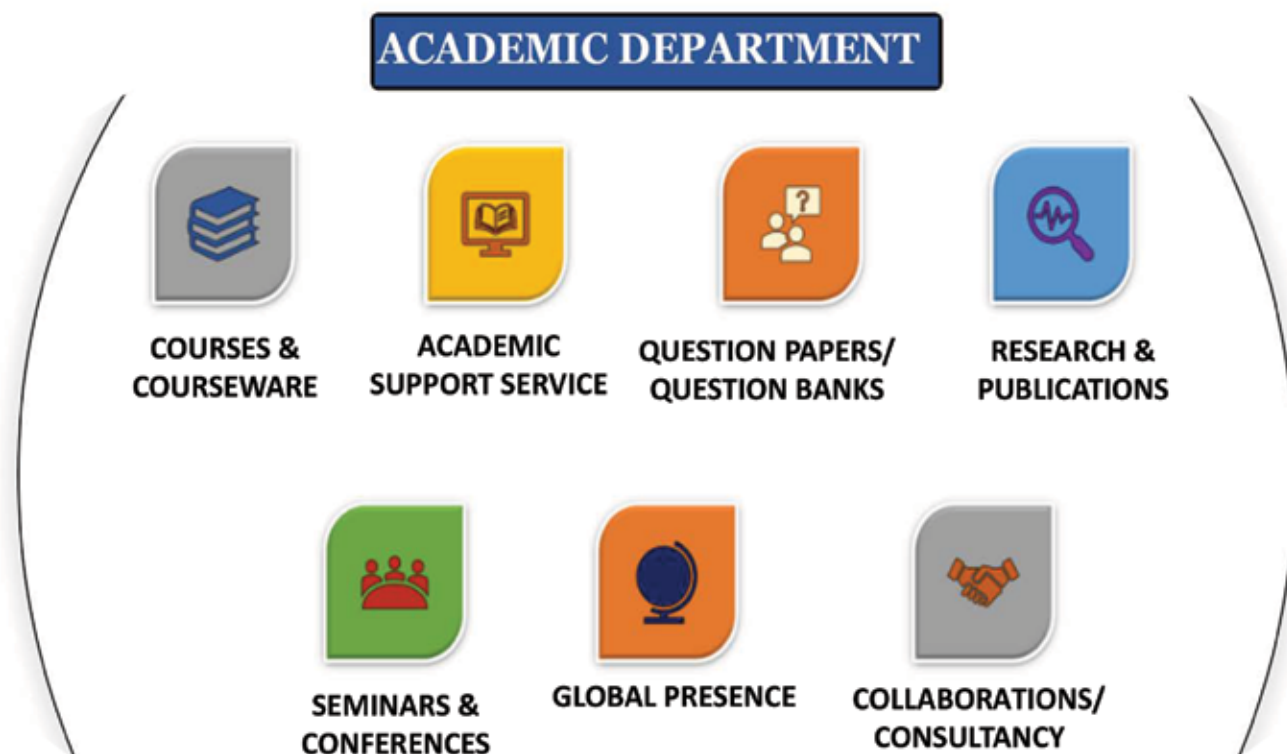 ACADEMIC DEPARTMENT
COURSES &
COURSEWARE
ACADEMIC
SUPPORT SERVICE
QUESTION PAPERS/
QUESTION BANKS
RESEARCH &
PUBLICATIONS
SEMINARS &
CONFERENCES
GLOBAL PRESENCE
COLLABORATIONS/
CONSULTANCY